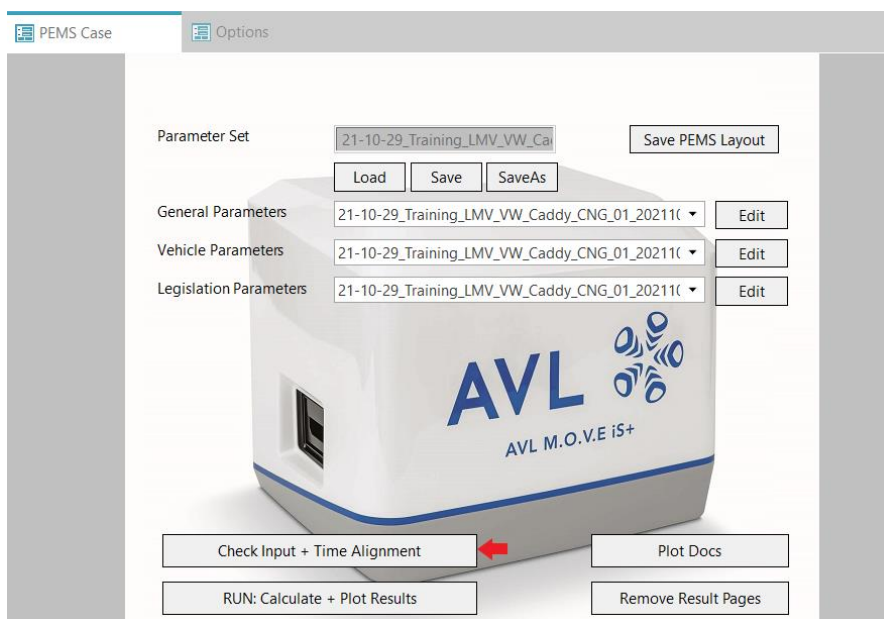 PEMS Case
Options
Parameter Set
21-10-29_Training_LMV_VW_Ca
Save PEMS Layout
Load
Save
SaveAs
General Parameters
21-10-29_Training_LMV_VW_Caddy_CNG_01_20211(
Edit
Vehicle Parameters
21-10-29_Training_LMV_VW_Caddy_CNG_01_20211(
Edit
Legislation Parameters
21-10-29_Training_LMV_VW_Caddy_CNG_01_20211(
Edit
AVL
AVL M.O.V.E iS+
Check Input + Time Alignment
Plot Docs
RUN: Calculate + Plot Results
Remove Result Pages